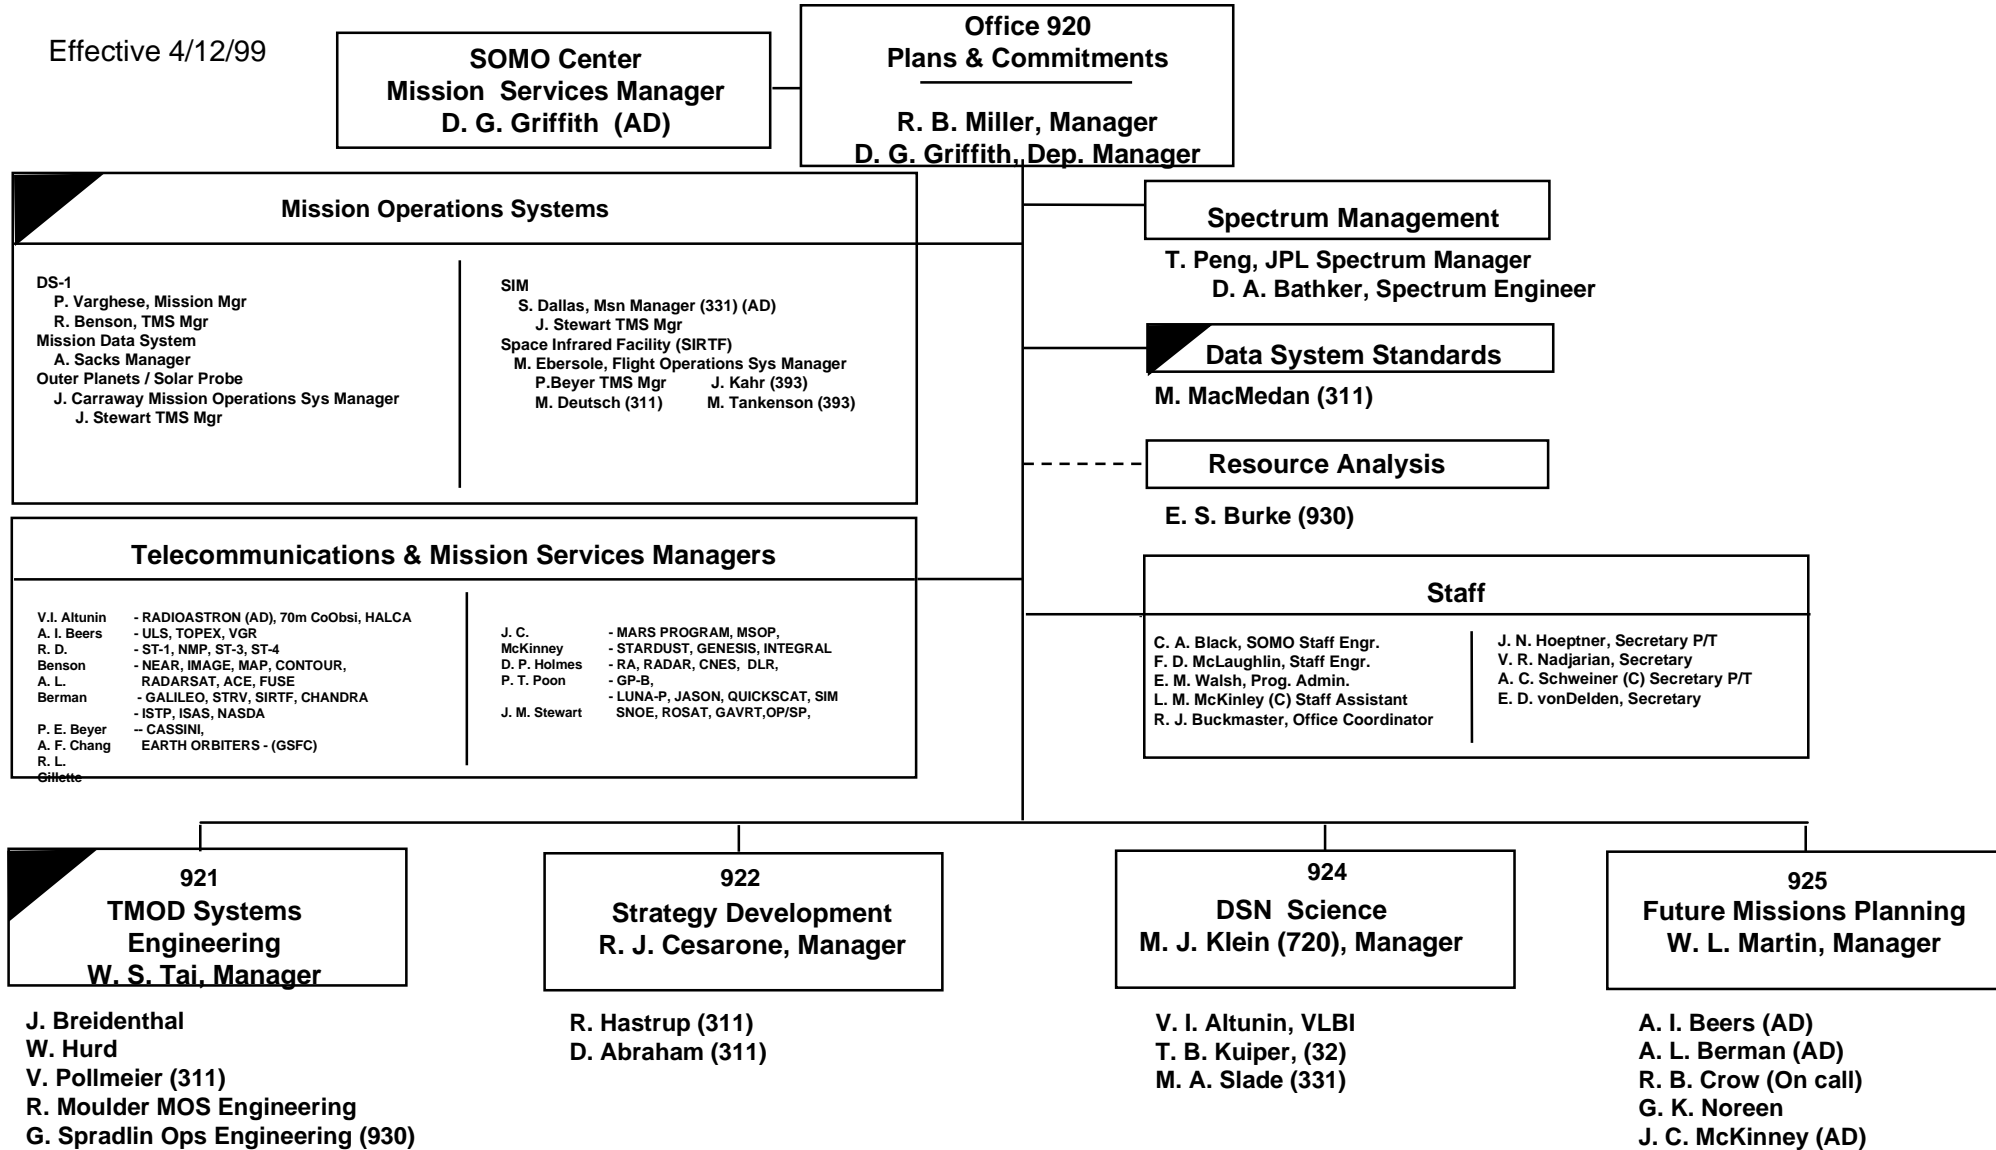 Effective 4/12/99
SOMO Center
Mission Services Manager
D. G. Griffith (AD)
Office 920
Plans & Commitments
R. B. Miller, Manager
D. G. Griffith, Dep. Manager
Mission Operations Systems
DS-1
P. Varghese, Mission Mgr
R. Benson, TMS Mgr
Mission Data System
A. Sacks Manager
Outer Planets / Solar Probe
J. Carraway Mission Operations Sys Manager
J. Stewart TMS Mgr
SIM
S. Dallas, Msn Manager (331) (AD)
J. Stewart TMS Mgr
Space Infrared Facility (SIRTF)
M. Ebersole, Flight Operations Sys Manager
P.Beyer TMS Mgr J. Kahr (393)
M. Deutsch (311) M. Tankenson (393)
Spectrum Management
T. Peng, JPL Spectrum Manager
D. A. Bathker, Spectrum Engineer
Data System Standards
M. MacMedan (311)
Resource Analysis
E. S. Burke (930)
Telecommunications & Mission Services Managers
V.I. Altunin - RADIOASTRON (AD), 70m CoObsi, HALCA
A. I. Beers - ULS, TOPEX, VGR
R. D. - ST-1, NMP, ST-3, ST-4
Benson - NEAR, IMAGE, MAP, CONTOUR,
A. L. RADARSAT, ACE, FUSE
Berman - GALILEO, STRV, SIRTF, CHANDRA
- ISTP, ISAS, NASDA
P. E. Beyer -- CASSINI,
A. F. Chang EARTH ORBITERS - (GSFC)
R. L.
Gillette
J. C. - MARS PROGRAM, MSOP,
McKinney - STARDUST, GENESIS, INTEGRAL
D. P. Holmes - RA, RADAR, CNES, DLR,
P. T. Poon - GP-B,
- LUNA-P, JASON, QUICKSCAT, SIM
J. M. Stewart SNOE, ROSAT, GAVRT,OP/SP,
Staff
C. A. Black, SOMO Staff Engr.
F. D. McLaughlin, Staff Engr.
E. M. Walsh, Prog. Admin.
L. M. McKinley (C) Staff Assistant
R. J. Buckmaster, Office Coordinator
J. N. Hoeptner, Secretary P/T
V. R. Nadjarian, Secretary
A. C. Schweiner (C) Secretary P/T
E. D. vonDelden, Secretary
921
TMOD Systems
Engineering
W. S. Tai, Manager
J. Breidenthal
W. Hurd
V. Pollmeier (311)
R. Moulder MOS Engineering
G. Spradlin Ops Engineering (930)
922
Strategy Development
R. J. Cesarone, Manager
R. Hastrup (311)
D. Abraham (311)
924
DSN Science
M. J. Klein (720), Manager
V. I. Altunin, VLBI
T. B. Kuiper, (32)
M. A. Slade (331)
925
Future Missions Planning
W. L. Martin, Manager
A. I. Beers (AD)
A. L. Berman (AD)
R. B. Crow (On call)
G. K. Noreen
J. C. McKinney (AD)